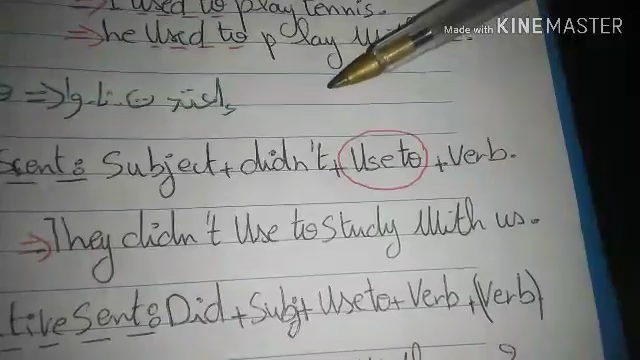 I used to play tennis.
Made with KINEMASTER
⇒ he used to play with
⇒
Sent: Subject + didn't + Use to + Verb.
⇒ They didn't Use to study with us.
tive Sent: Did + Subj + Use to + Verb + (Verb)
?